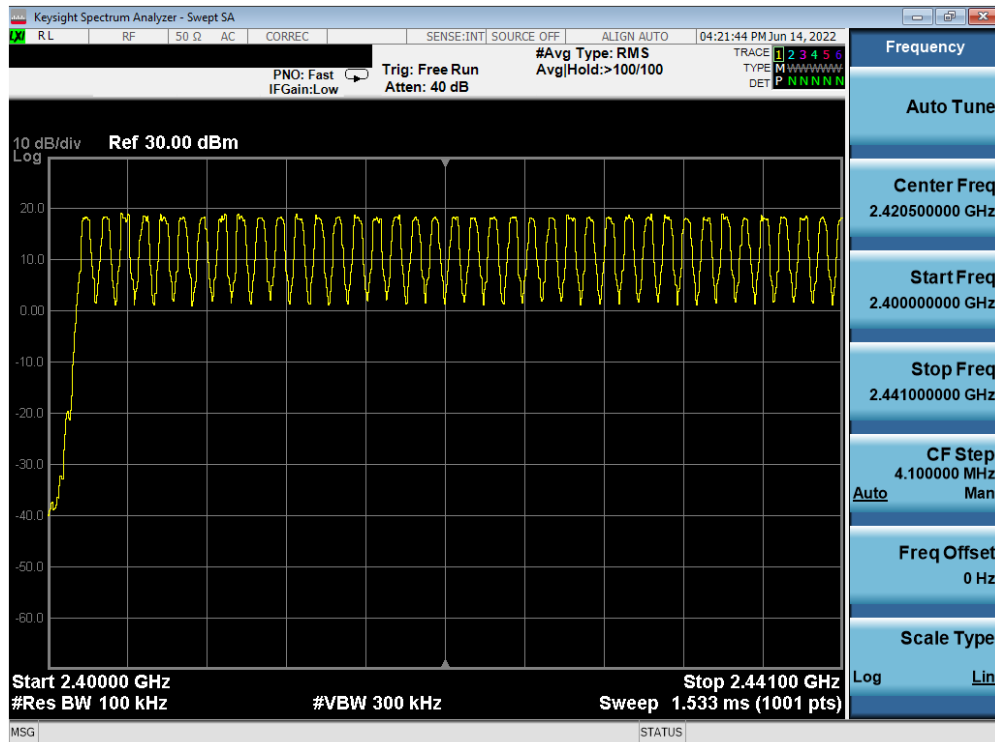 Keysight Spectrum Analyzer - Swept SA
LXI RL RF 50 Ω AC CORREC SENSE:INT SOURCE OFF ALIGN AUTO 04:21:44 PM Jun 14, 2022
#Avg Type: RMS TRACE 1 2 3 4 5 6
PNO: Fast Trig: Free Run Avg|Hold:>100/100 TYPE M W W W W W
IFGain:Low Atten: 40 dB DET P N N N N N
10 dB/div Ref 30.00 dBm
Log
20.0
10.0
0.00
-10.0
-20.0
-30.0
-40.0
-50.0
-60.0
Start 2.40000 GHz Stop 2.44100 GHz
#Res BW 100 kHz #VBW 300 kHz Sweep 1.533 ms (1001 pts)
MSG STATUS
Frequency
Auto Tune
Center Freq
2.420500000 GHz
Start Freq
2.400000000 GHz
Stop Freq
2.441000000 GHz
CF Step
4.100000 MHz
Auto Man
Freq Offset
0 Hz
Scale Type
Log Lin